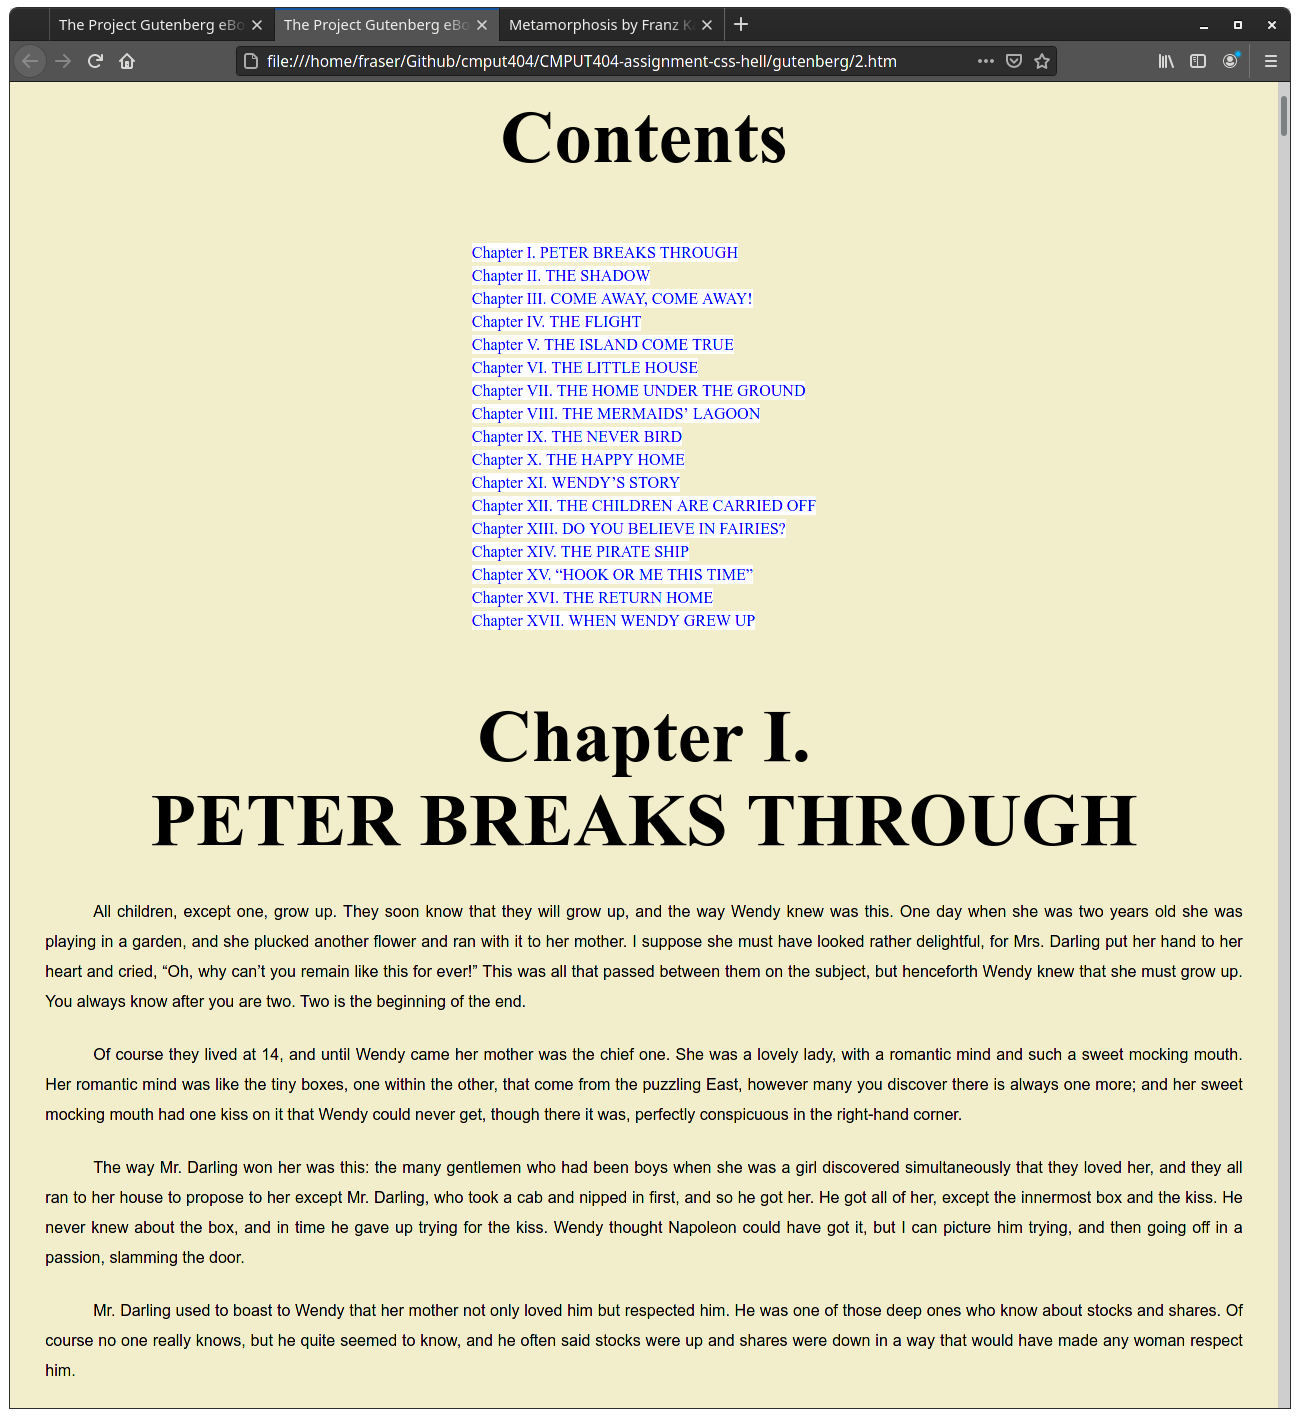 The Project Gutenberg eBo
The Project Gutenberg eBo
Metamorphosis by Franz Ka
file:///home/fraser/Github/cmput404/CMPUT404-assignment-css-hell/gutenberg/2.htm
Contents
Chapter I. PETER BREAKS THROUGH
Chapter II. THE SHADOW
Chapter III. COME AWAY, COME AWAY!
Chapter IV. THE FLIGHT
Chapter V. THE ISLAND COME TRUE
Chapter VI. THE LITTLE HOUSE
Chapter VII. THE HOME UNDER THE GROUND
Chapter VIII. THE MERMAIDS’ LAGOON
Chapter IX. THE NEVER BIRD
Chapter X. THE HAPPY HOME
Chapter XI. WENDY’S STORY
Chapter XII. THE CHILDREN ARE CARRIED OFF
Chapter XIII. DO YOU BELIEVE IN FAIRIES?
Chapter XIV. THE PIRATE SHIP
Chapter XV. “HOOK OR ME THIS TIME”
Chapter XVI. THE RETURN HOME
Chapter XVII. WHEN WENDY GREW UP
Chapter I.
PETER BREAKS THROUGH
All children, except one, grow up. They soon know that they will grow up, and the way Wendy knew was this. One day when she was two years old she was
playing in a garden, and she plucked another flower and ran with it to her mother. I suppose she must have looked rather delightful, for Mrs. Darling put her hand to her
heart and cried, “Oh, why can’t you remain like this for ever!” This was all that passed between them on the subject, but henceforth Wendy knew that she must grow up.
You always know after you are two. Two is the beginning of the end.
Of course they lived at 14, and until Wendy came her mother was the chief one. She was a lovely lady, with a romantic mind and such a sweet mocking mouth.
Her romantic mind was like the tiny boxes, one within the other, that come from the puzzling East, however many you discover there is always one more; and her sweet
mocking mouth had one kiss on it that Wendy could never get, though there it was, perfectly conspicuous in the right-hand corner.
The way Mr. Darling won her was this: the many gentlemen who had been boys when she was a girl discovered simultaneously that they loved her, and they all
ran to her house to propose to her except Mr. Darling, who took a cab and nipped in first, and so he got her. He got all of her, except the innermost box and the kiss. He
never knew about the box, and in time he gave up trying for the kiss. Wendy thought Napoleon could have got it, but I can picture him trying, and then going off in a
passion, slamming the door.
Mr. Darling used to boast to Wendy that her mother not only loved him but respected him. He was one of those deep ones who know about stocks and shares. Of
course no one really knows, but he quite seemed to know, and he often said stocks were up and shares were down in a way that would have made any woman respect
him.